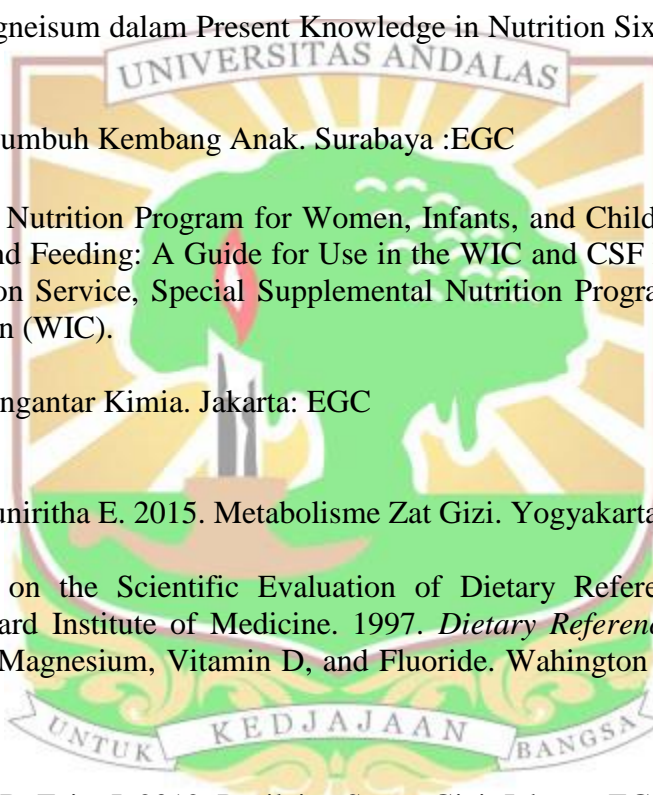 gneisum dalam Present Knowledge in Nutrition Six
UNIVERSITAS ANDALAS
umbuh Kembang Anak. Surabaya :EGC
Nutrition Program for Women, Infants, and Child
nd Feeding: A Guide for Use in the WIC and CSF
on Service, Special Supplemental Nutrition Progra
n (WIC).
ngantar Kimia. Jakarta: EGC
uniritha E. 2015. Metabolisme Zat Gizi. Yogyakarta
on the Scientific Evaluation of Dietary Refere
ard Institute of Medicine. 1997. Dietary Referenc
Magnesium, Vitamin D, and Fluoride. Wahington
UNTUK KEDJAJAAN BANGSA